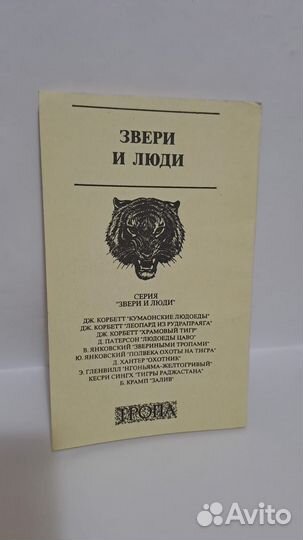 ЗВЕРИ
И ЛЮДИ
СЕРИЯ
"ЗВЕРИ И ЛЮДИ"
ДЖ. КОРБЕТТ "КУМАОНСКИЕ ЛЮДОЕДЫ"
ДЖ. КОРБЕТТ "ЛЕОПАРД ИЗ РУДРАПРАЯГА"
ДЖ. КОРБЕТТ "ХРАМОВЫЙ ТИГР"
Д. ПАТЕРСОН "ЛЮДОЕДЫ ЦАВО"
В. ЯНКОВСКИЙ "ЗВЕРИНЫМИ ТРОПАМИ"
Ю. ЯНКОВСКИЙ "ПОЛВЕКА ОХОТЫ НА ТИГРА"
Д. ХАНТЕР "ОХОТНИК"
Э. ГЛЕНВИЛЛ "НГОНЬЯМА-ЖЕЛТОГРИВЫЙ"
КЕСРИ СИНГХ "ТИГРЫ РАДЖАСТАНА"
Б. КРАМП "ЗАЛИВ"
ТРОПА
Avito